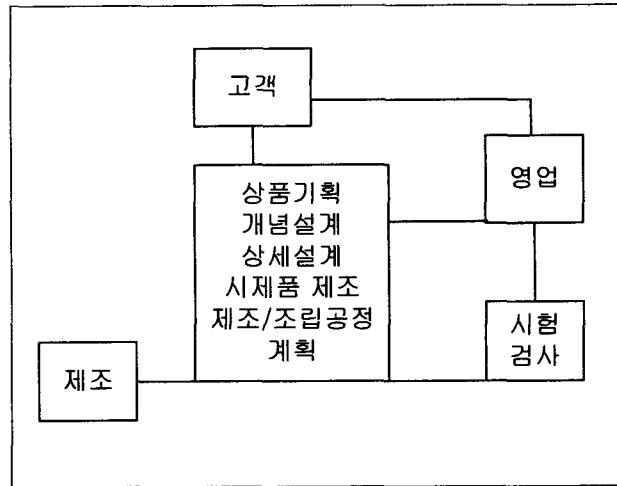 고객
영업
상품기획
개념설계
상세설계
시제품 제조
제조/조립공정
계획
시험
검사
제조